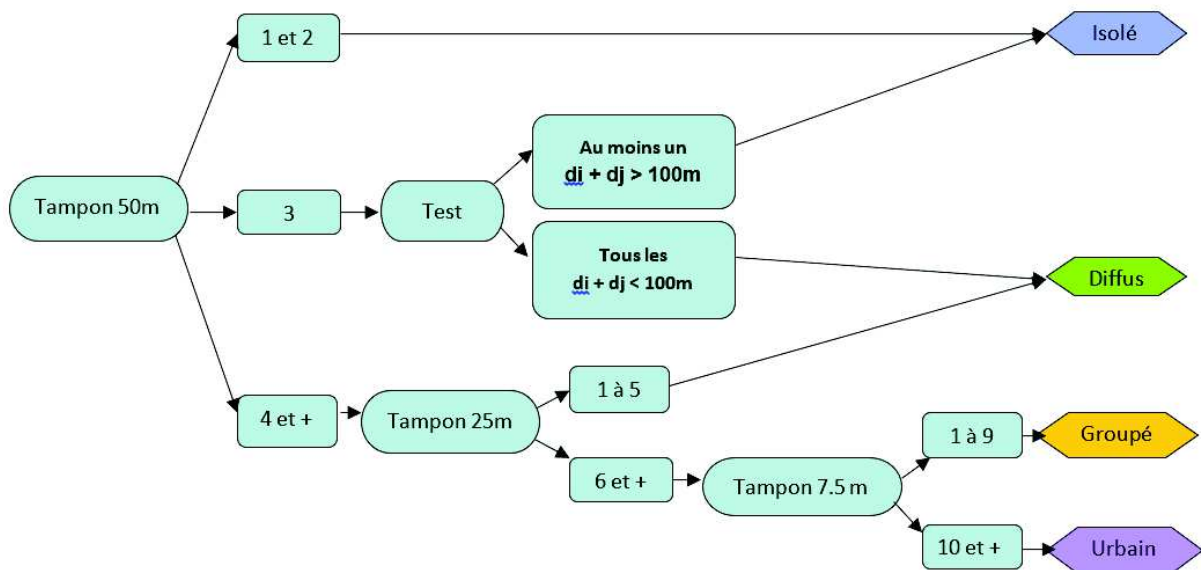 1 et 2
Isolé
Au moins un
di + dj > 100m
Tampon 50m
3
Test
Tous les
di + dj < 100m
Diffus
4 et +
Tampon 25m
1 à 5
6 et +
Tampon 7.5 m
1 à 9
Groupé
10 et +
Urbain